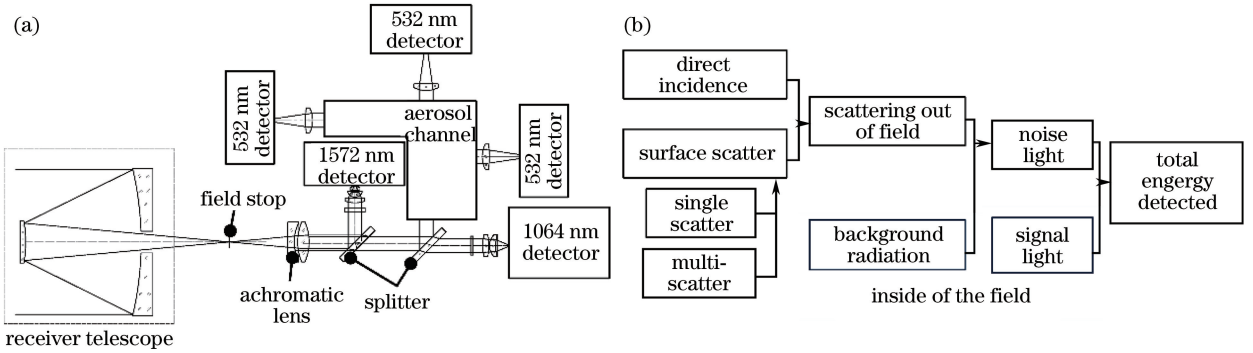 (a)
532 nm
detector
532 nm
detector
aerosol
channel
532 nm
detector
1572 nm
detector
field stop
1064 nm
detector
achromatic
lens
splitter
receiver telescope
(b)
direct
incidence
surface scatter
single
scatter
multi-
scatter
scattering out
of field
background
radiation
noise
light
signal
light
inside of the field
total
engergy
detected